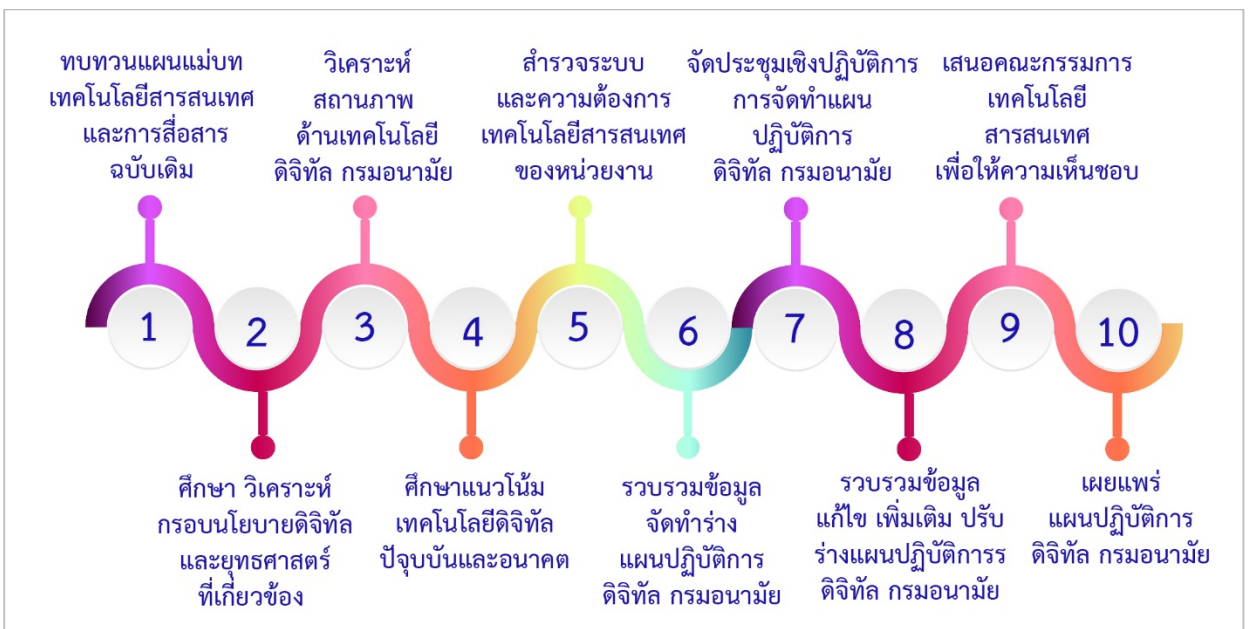 ทบทวนแผนแม่บท
เทคโนโลยีสารสนเทศ
และการสื่อสาร
ฉบับเดิม
วิเคราะห์
สถานภาพ
ด้านเทคโนโลยี
ดิจิทัล กรมอนามัย
สำรวจระบบ
และความต้องการ
เทคโนโลยีสารสนเทศ
ของหน่วยงาน
จัดประชุมเชิงปฏิบัติการ
การจัดทำแผน
ปฏิบัติการ
ดิจิทัล กรมอนามัย
เสนอคณะกรรมการ
เทคโนโลยี
สารสนเทศ
เพื่อให้ความเห็นชอบ
1 2 3 4 5 6 7 8 9 10
ศึกษา วิเคราะห์
กรอบนโยบายดิจิทัล
และยุทธศาสตร์
ที่เกี่ยวข้อง
ศึกษาแนวโน้ม
เทคโนโลยีดิจิทัล
ปัจุบันและอนาคต
รวบรวมข้อมูล
จัดทำร่าง
แผนปฏิบัติการ
ดิจิทัล กรมอนามัย
รวบรวมข้อมูล
แก้ไข เพิ่มเติม ปรับ
ร่างแผนปฏิบัติการร
ดิจิทัล กรมอนามัย
เผยแพร่
แผนปฏิบัติการ
ดิจิทัล กรมอนามัย